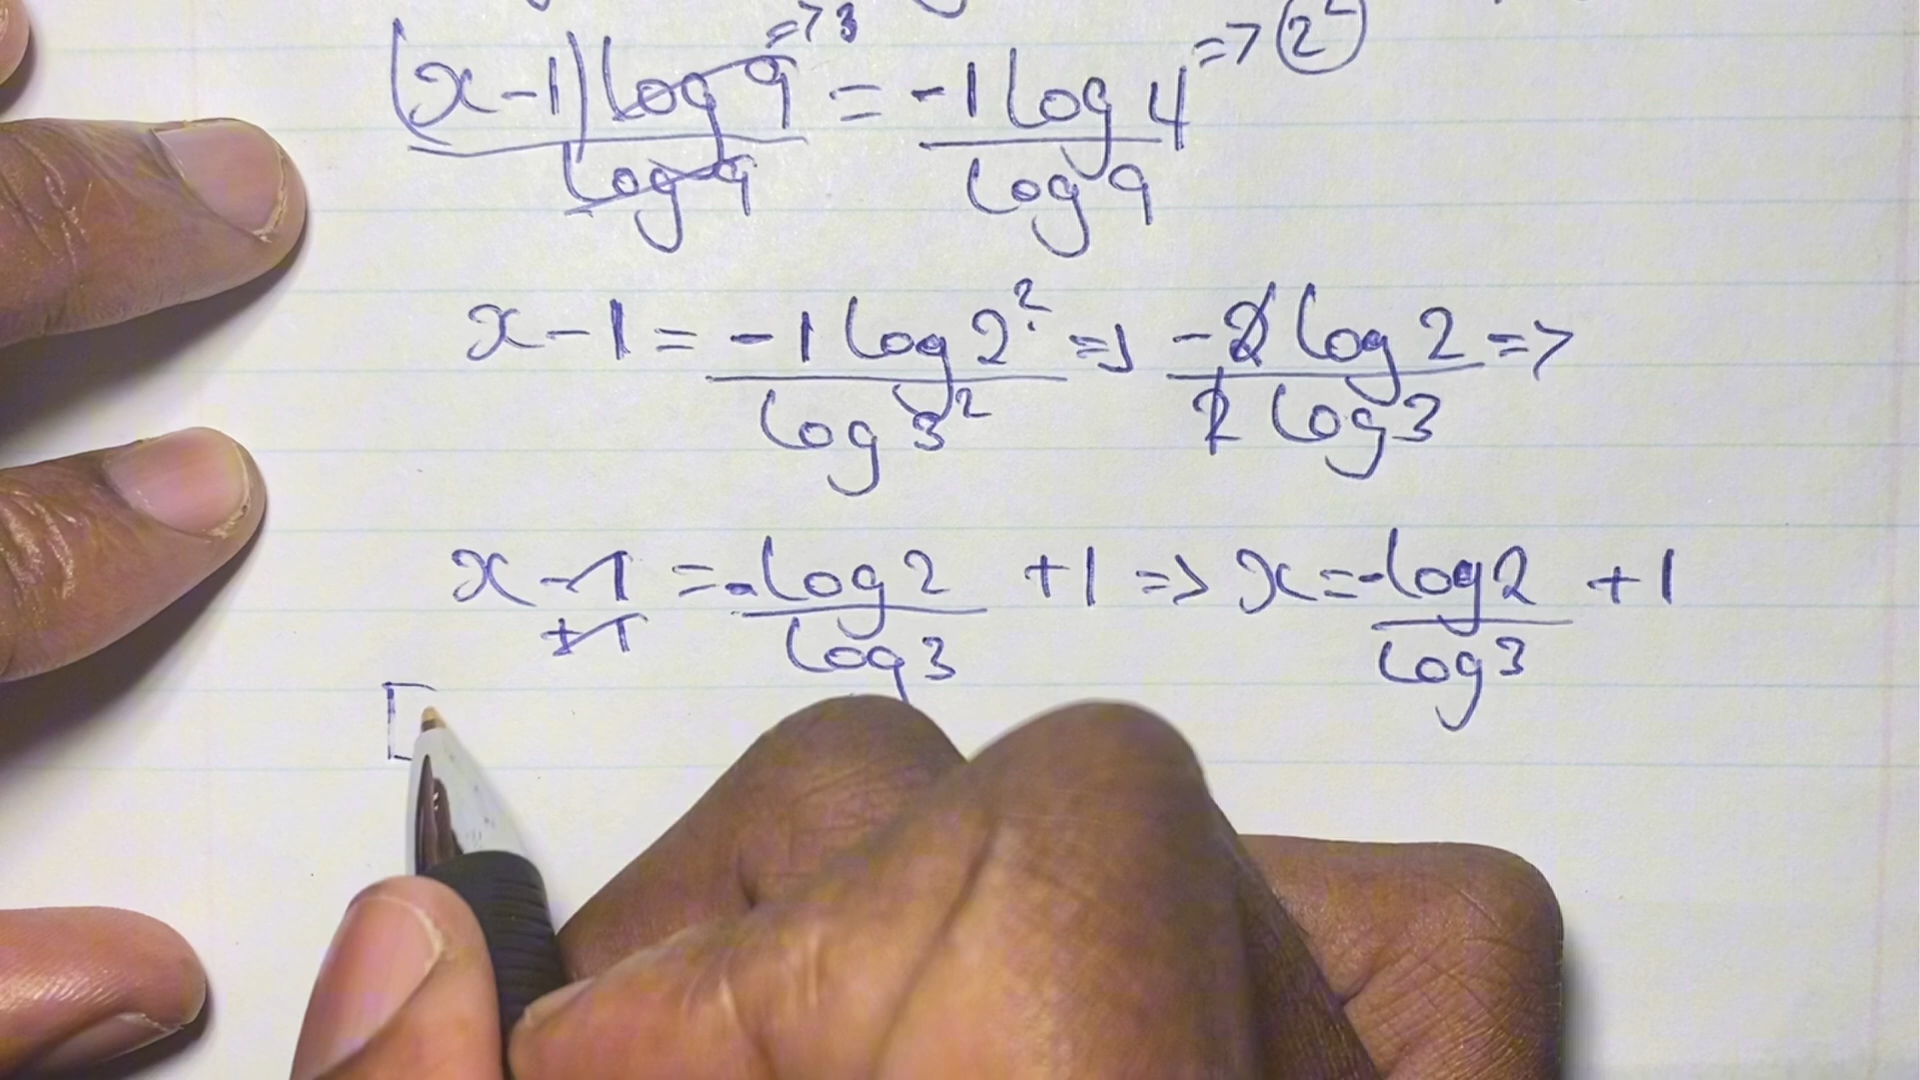 => 3 => 2²
(x-1) log 9 = -1 log 4
log 9 log 9
x - 1 = -1 log 2² => -2 log 2 =>
log 3² 2 log 3
x - 1 = -log 2 + 1 => x = -log 2 + 1
+1 log 3 log 3